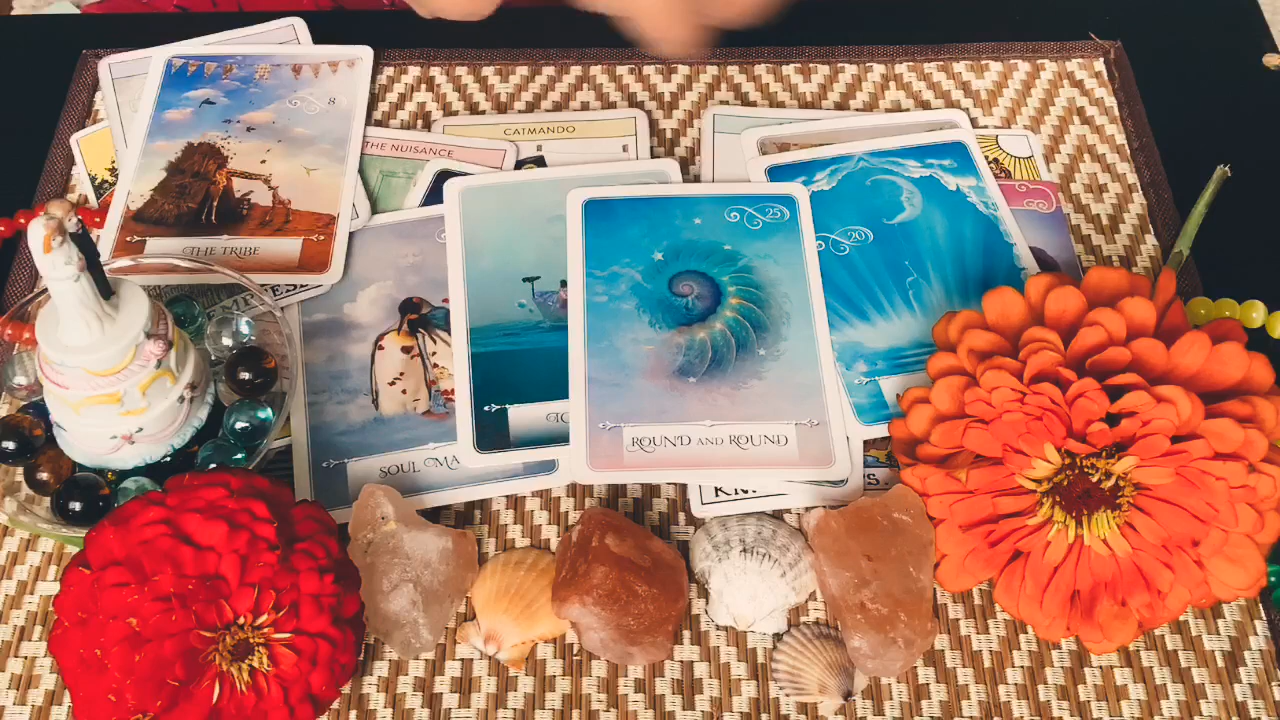 CATMANDO
THE NUISANCE
8
THE TRIBE
25
20
SOUL MA
ROUND AND ROUND